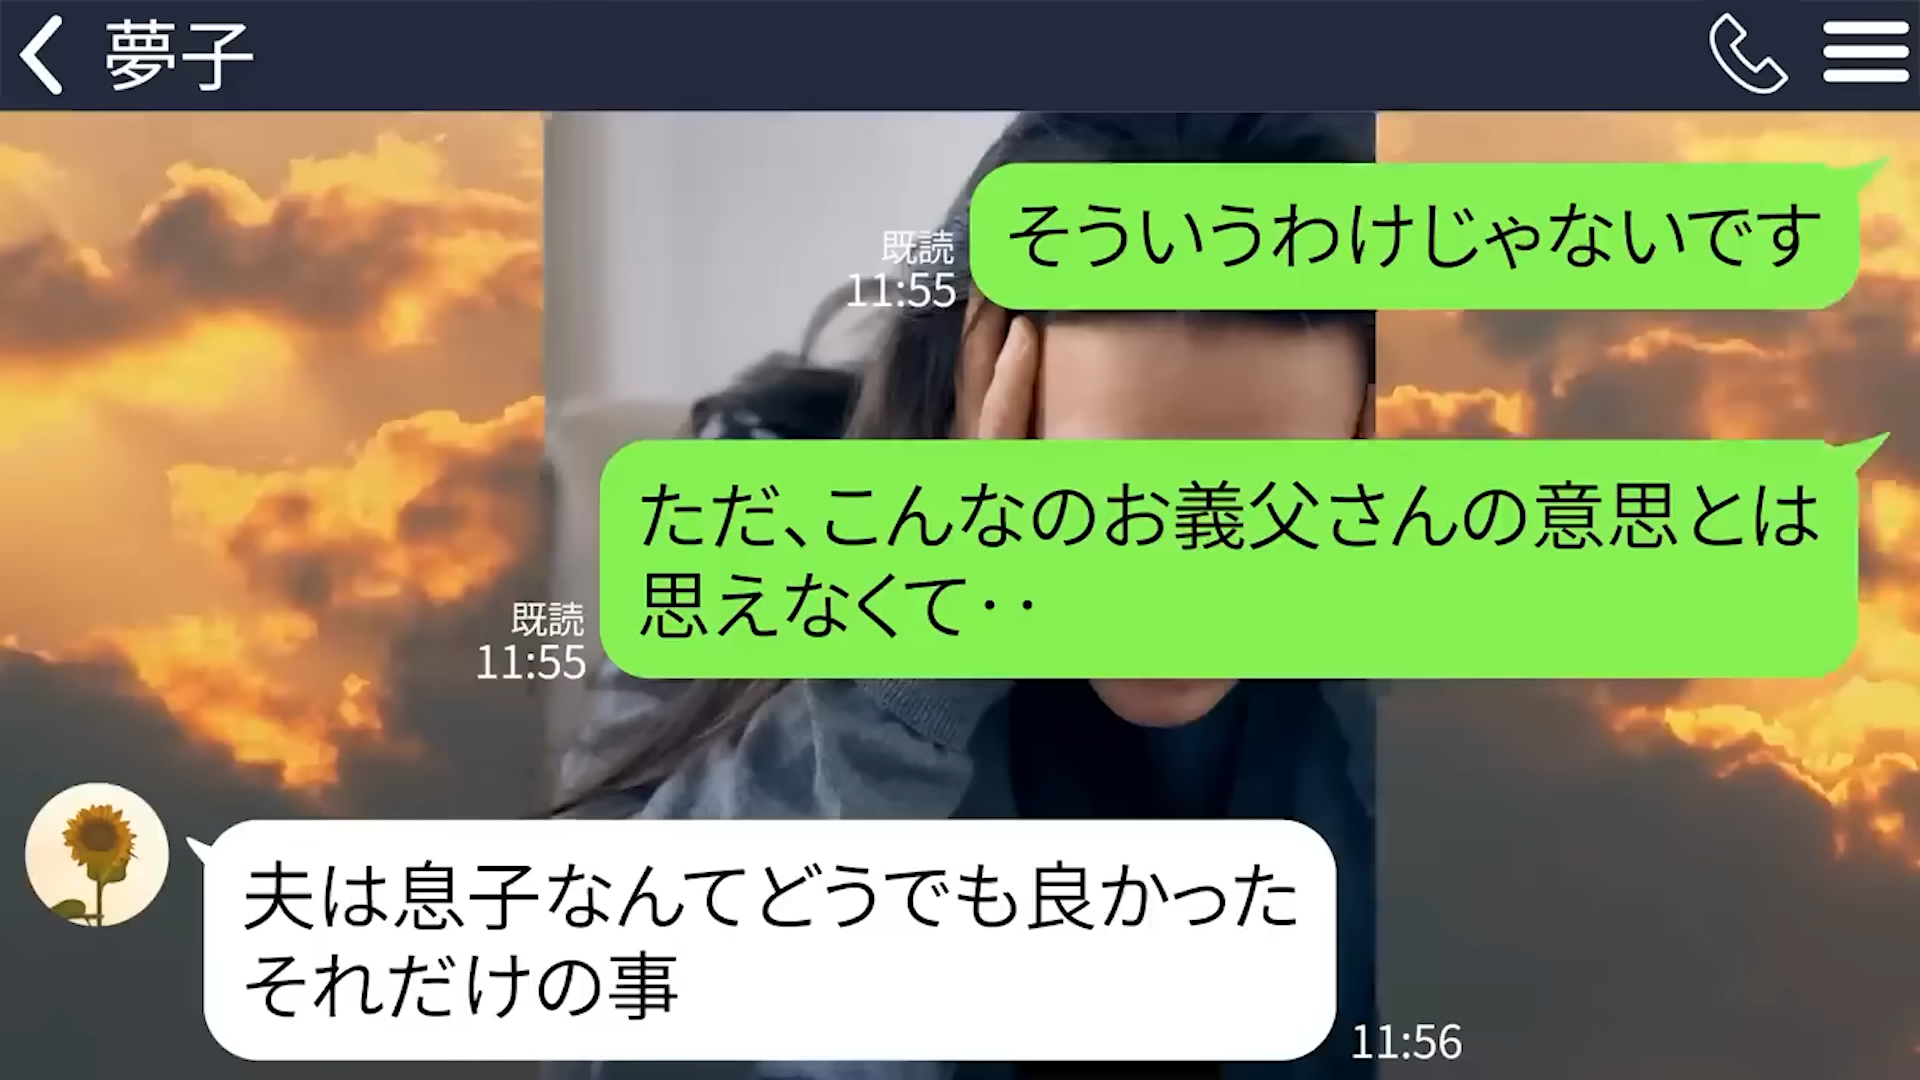 夢子
そういうわけじゃないです
既読
11:55
ただ、こんなのお義父さんの意思とは
思えなくて‥
既読
11:55
夫は息子なんてどうでも良かった
それだけの事
11:56